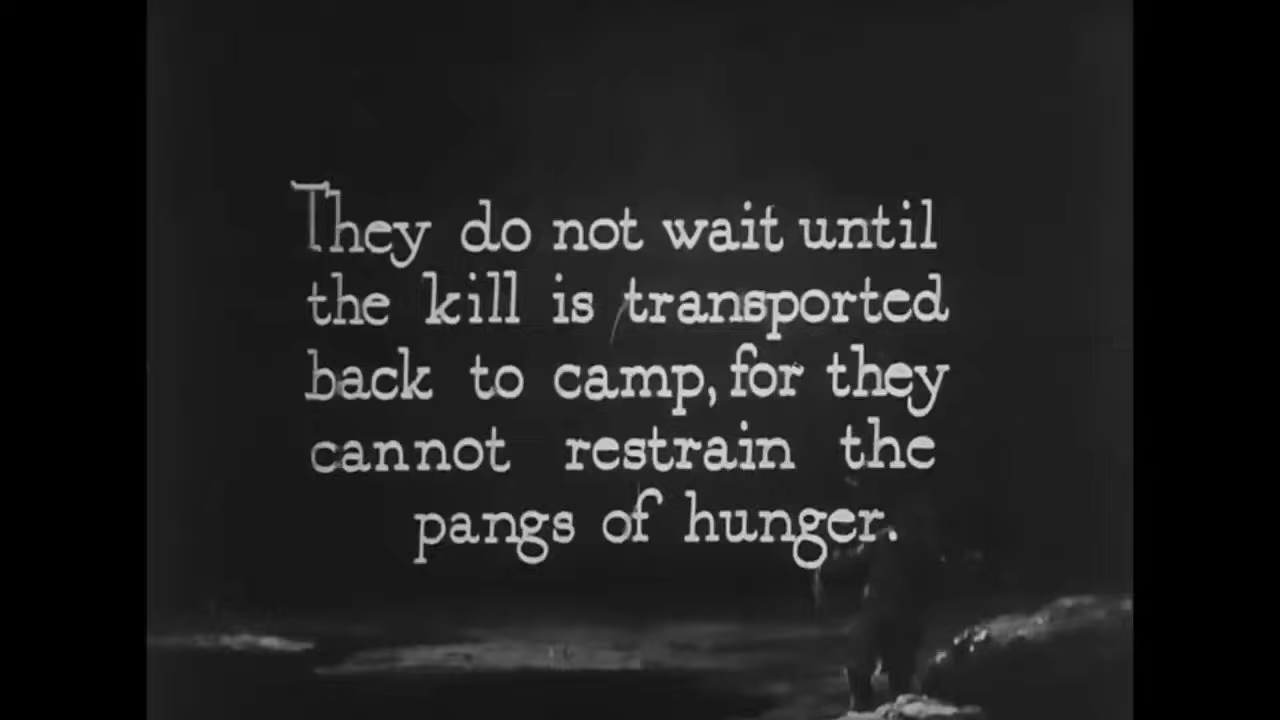 They do not wait until
the kill is transported
back to camp, for they
cannot restrain the
pangs of hunger.